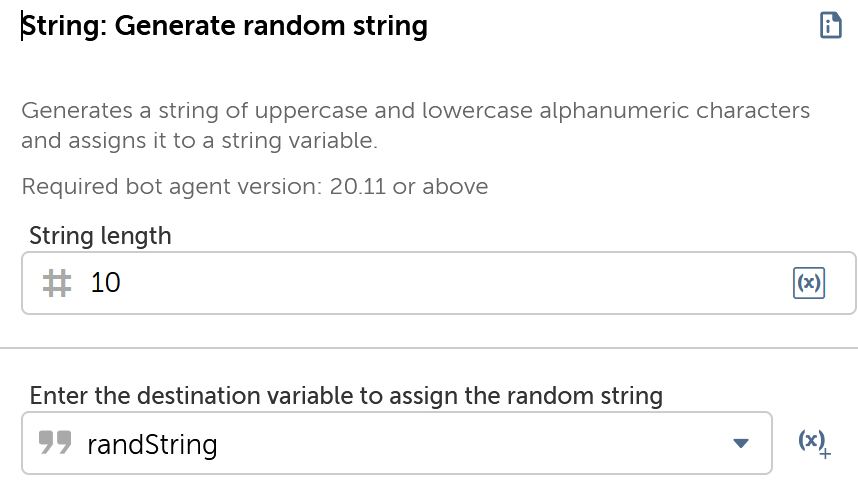 String: Generate random string
Generates a string of uppercase and lowercase alphanumeric characters
and assigns it to a string variable.
Required bot agent version: 20.11 or above
String length
# 10 (x)
Enter the destination variable to assign the random string
randString (x)+